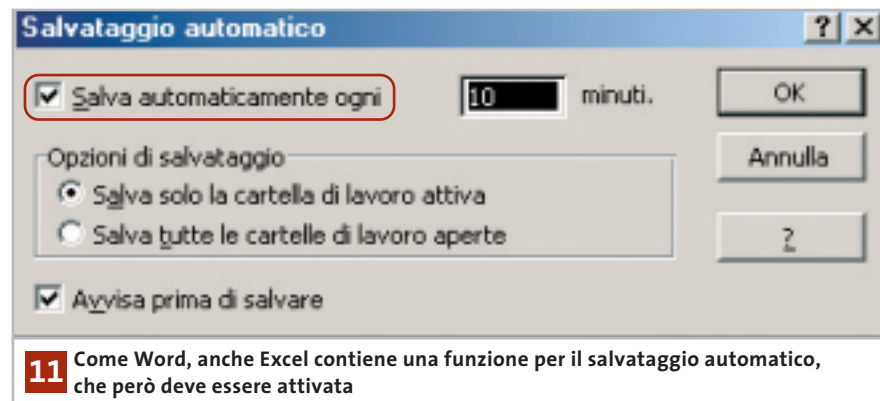 Salvataggio automatico
Salva automaticamente ogni 10 minuti. OK
Opzioni di salvataggio Annulla
Salva solo la cartella di lavoro attiva
Salva tutte le cartelle di lavoro aperte ?
Avvisa prima di salvare
11 Come Word, anche Excel contiene una funzione per il salvataggio automatico,
che però deve essere attivata